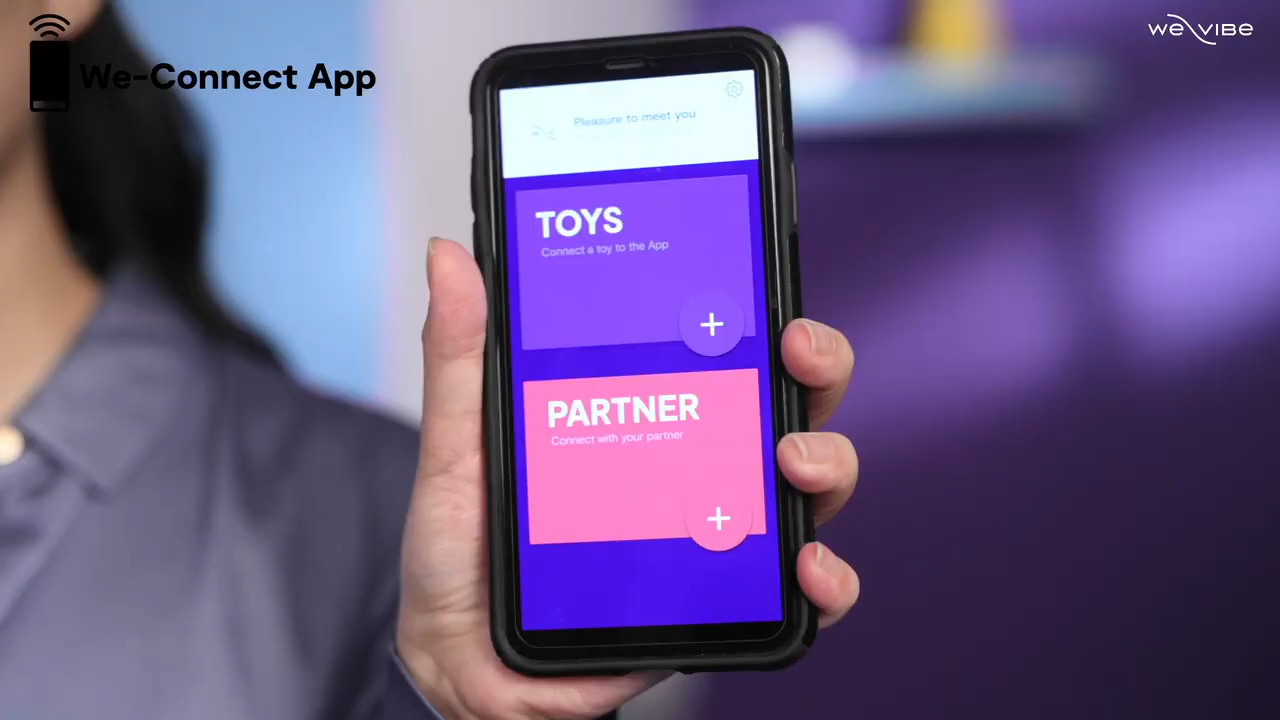 We-Connect App
we vibe
Pleasure to meet you
TOYS
Connect a toy to the App
PARTNER
Connect with your partner